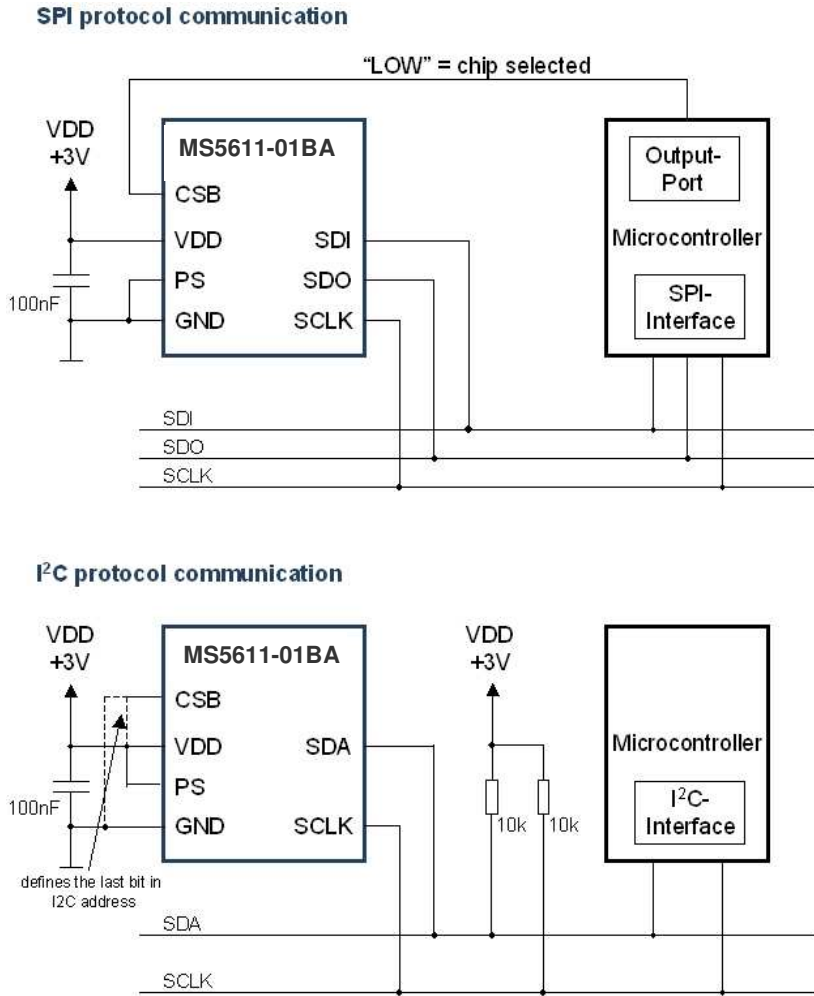 SPI protocol communication
"LOW" = chip selected
VDD
+3V
MS5611-01BA
CSB
VDD
PS
GND
SDI
SDO
SCLK
100nF
Output-
Port
Microcontroller
SPI-
Interface
SDI
SDO
SCLK
I²C protocol communication
VDD
+3V
MS5611-01BA
CSB
VDD
PS
GND
SDA
SCLK
100nF
defines the last bit in
I2C address
VDD
+3V
10k
10k
Microcontroller
I²C-
Interface
SDA
SCLK